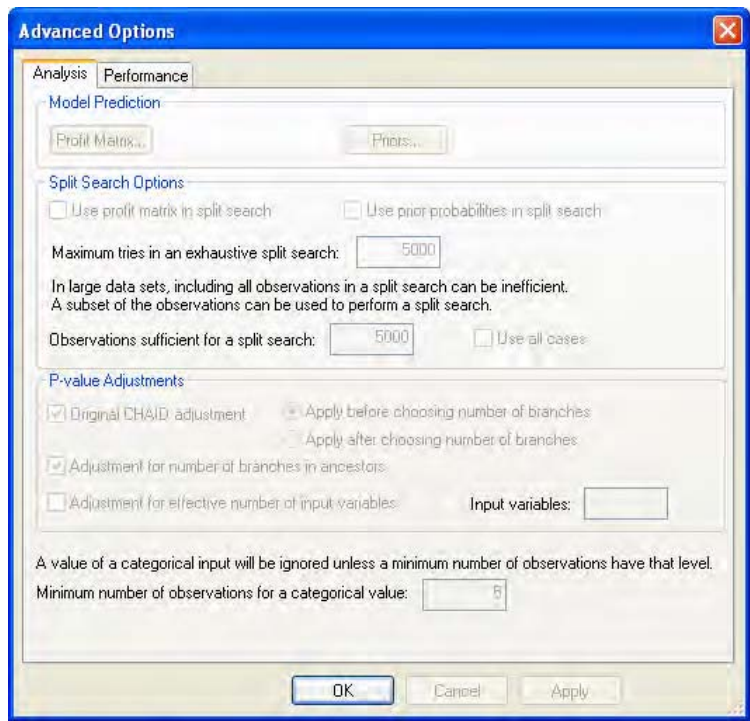 Advanced Options
Analysis Performance
Model Prediction
Profit Matrix... Priors...
Split Search Options
Use profit matrix in split search Use prior probabilities in split search
Maximum tries in an exhaustive split search: 5000
In large data sets, including all observations in a split search can be inefficient.
A subset of the observations can be used to perform a split search.
Observations sufficient for a split search: 5000 Use all cases
P-value Adjustments
Original CHAID adjustment Apply before choosing number of branches
Apply after choosing number of branches
Adjustment for number of branches in ancestors
Adjustment for effective number of input variables Input variables:
A value of a categorical input will be ignored unless a minimum number of observations have that level.
Minimum number of observations for a categorical value:
OK Cancel Apply